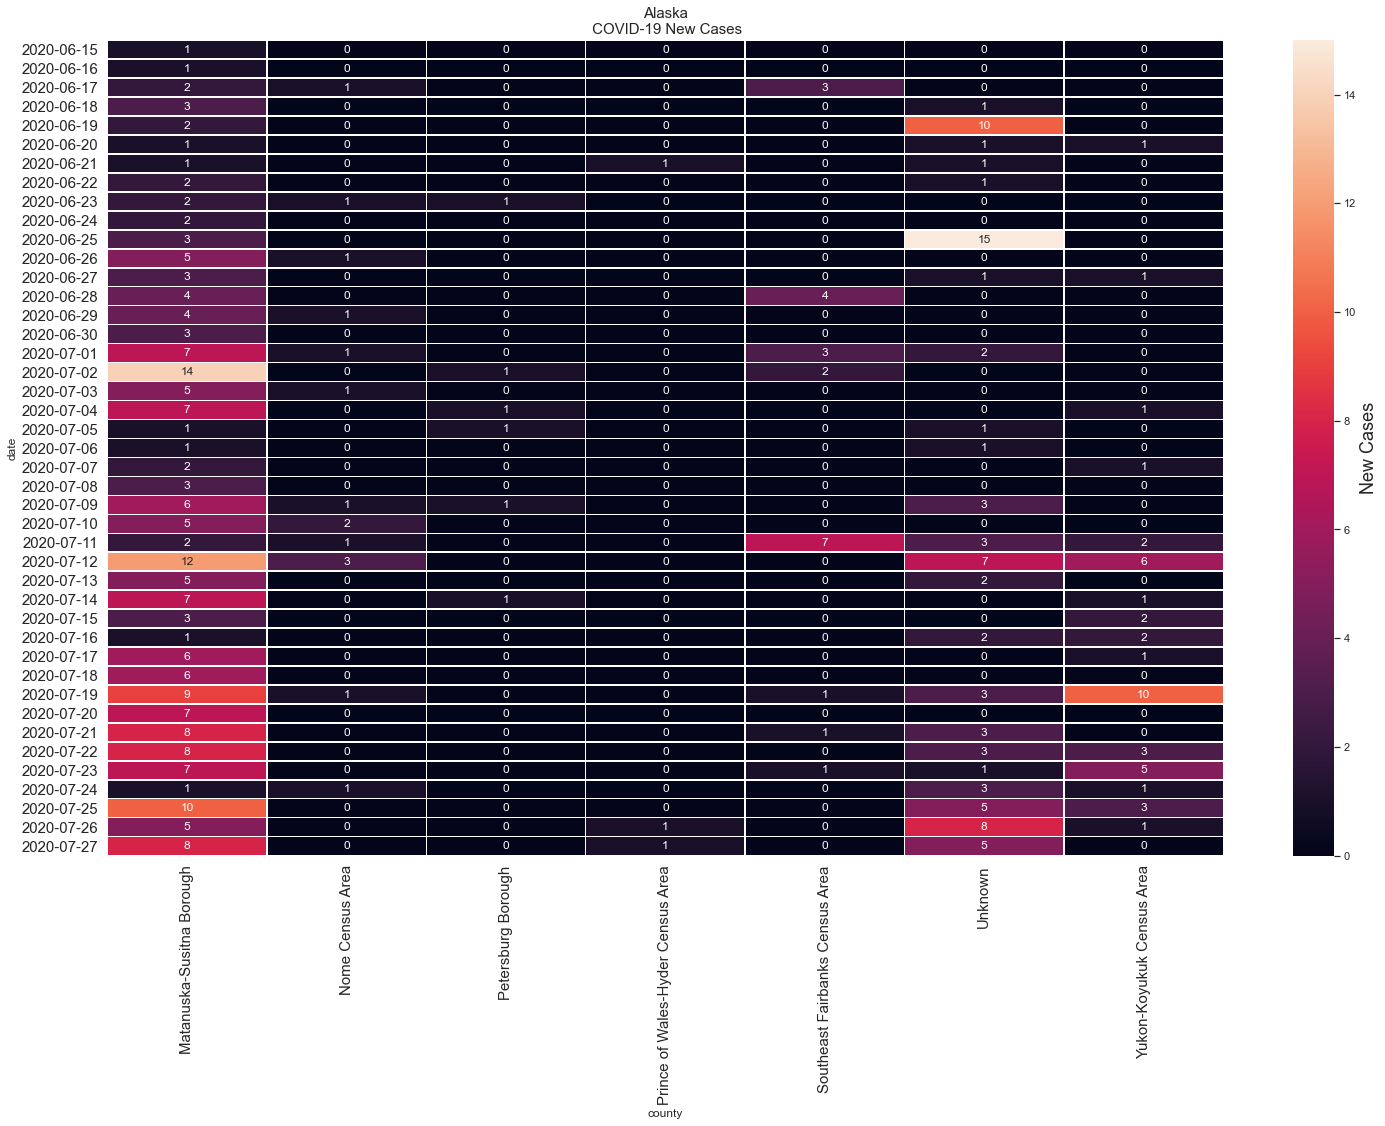 Alaska
COVID-19 New Cases
2020-06-15 1 0 0 0 0 0 0
2020-06-16 1 0 0 0 0 0 0
2020-06-17 2 1 0 0 3 0 0
2020-06-18 3 0 0 0 0 1 0
2020-06-19 2 0 0 0 0 10 0
2020-06-20 1 0 0 0 0 1 1
2020-06-21 1 0 0 1 0 1 0
2020-06-22 2 0 0 0 0 1 0
2020-06-23 2 1 1 0 0 0 0
2020-06-24 2 0 0 0 0 0 0
2020-06-25 3 0 0 0 0 15 0
2020-06-26 5 1 0 0 0 0 0
2020-06-27 3 0 0 0 0 1 1
2020-06-28 4 0 0 0 4 0 0
2020-06-29 4 1 0 0 0 0 0
2020-06-30 3 0 0 0 0 0 0
2020-07-01 7 1 0 0 3 2 0
2020-07-02 14 0 1 0 2 0 0
2020-07-03 5 1 0 0 0 0 0
2020-07-04 7 0 1 0 0 0 1
2020-07-05 1 0 1 0 0 1 0
2020-07-06 1 0 0 0 0 1 0
2020-07-07 2 0 0 0 0 0 1
2020-07-08 3 0 0 0 0 0 0
2020-07-09 6 1 1 0 0 3 0
2020-07-10 5 2 0 0 0 0 0
2020-07-11 2 1 0 0 7 3 2
2020-07-12 12 3 0 0 0 7 6
2020-07-13 5 0 0 0 0 2 0
2020-07-14 7 0 1 0 0 0 1
2020-07-15 3 0 0 0 0 0 2
2020-07-16 1 0 0 0 0 2 2
2020-07-17 6 0 0 0 0 0 1
2020-07-18 6 0 0 0 0 0 0
2020-07-19 9 1 0 0 1 3 10
2020-07-20 7 0 0 0 0 0 0
2020-07-21 8 0 0 0 1 3 0
2020-07-22 8 0 0 0 0 3 3
2020-07-23 7 0 0 0 1 1 5
2020-07-24 1 1 0 0 0 3 1
2020-07-25 10 0 0 0 0 5 3
2020-07-26 5 0 0 1 0 8 1
2020-07-27 8 0 0 1 0 5 0
date
Matanuska-Susitna Borough
Nome Census Area
Petersburg Borough
Prince of Wales-Hyder Census Area
Southeast Fairbanks Census Area
Unknown
Yukon-Koyukuk Census Area
county
14
12
10
8
6
4
2
0
New Cases